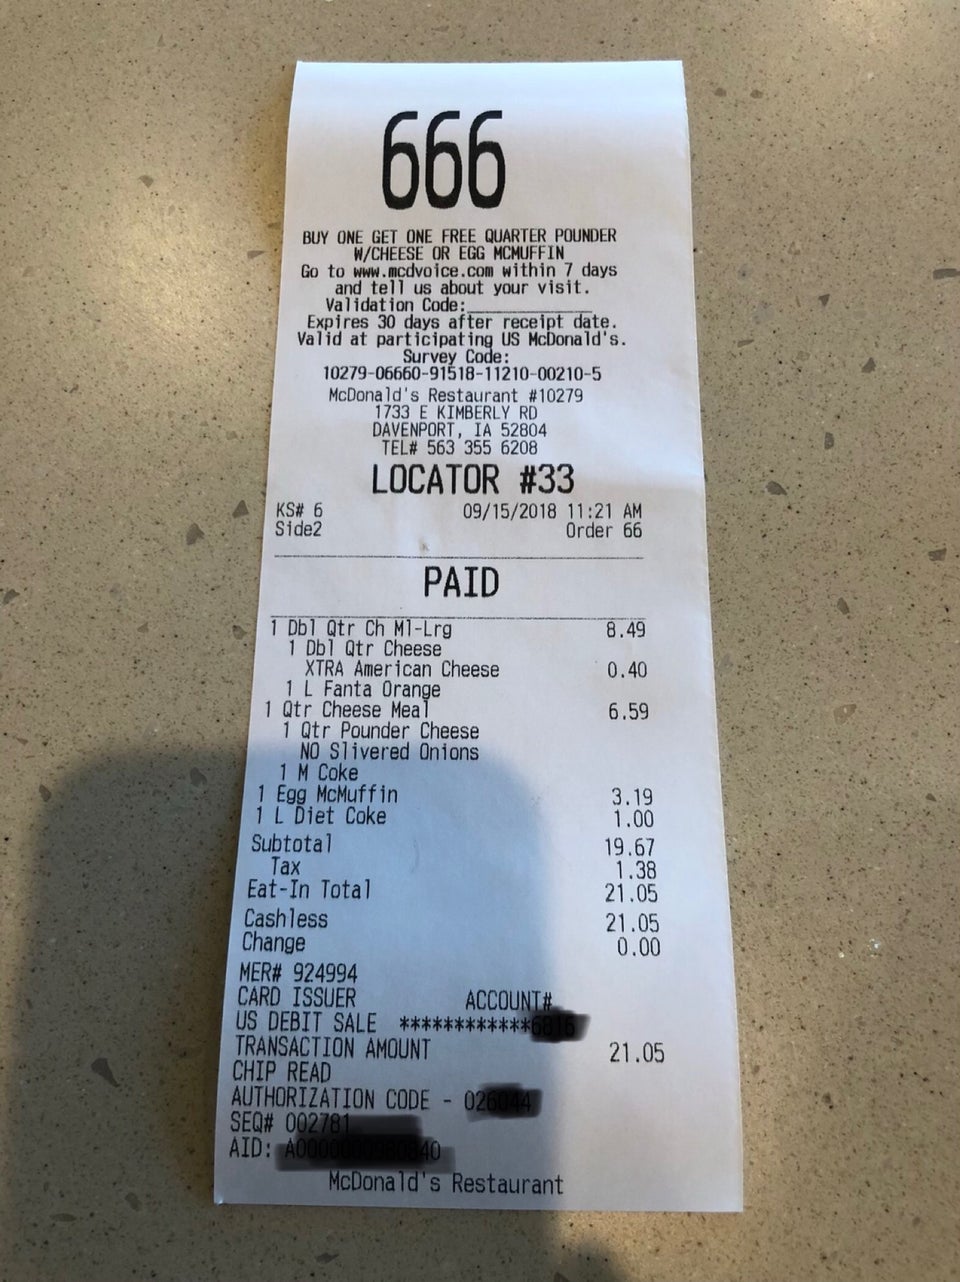 666
BUY ONE GET ONE FREE QUARTER POUNDER
W/CHEESE OR EGG MCMUFFIN
Go to www.mcdvoice.com within 7 days
and tell us about your visit.
Validation Code:____________
Expires 30 days after receipt date.
Valid at participating US McDonald's.
Survey Code:
10279-06660-91518-11210-00210-5
McDonald's Restaurant #10279
1733 E KIMBERLY RD
DAVENPORT, IA 52804
TEL# 563 355 6208
LOCATOR #33
KS# 6 09/15/2018 11:21 AM
Side2 Order 66
PAID
1 Dbl Qtr Ch Ml-Lrg 8.49
1 Dbl Qtr Cheese
XTRA American Cheese 0.40
1 L Fanta Orange
1 Qtr Cheese Meal 6.59
1 Qtr Pounder Cheese
NO Slivered Onions
1 M Coke
1 Egg McMuffin 3.19
1 L Diet Coke 1.00
Subtotal 19.67
Tax 1.38
Eat-In Total 21.05
Cashless 21.05
Change 0.00
MER# 924994
CARD ISSUER ACCOUNT#
US DEBIT SALE ************
TRANSACTION AMOUNT 21.05
CHIP READ
AUTHORIZATION CODE -
SEQ# 002781
AID:
McDonald's Restaurant